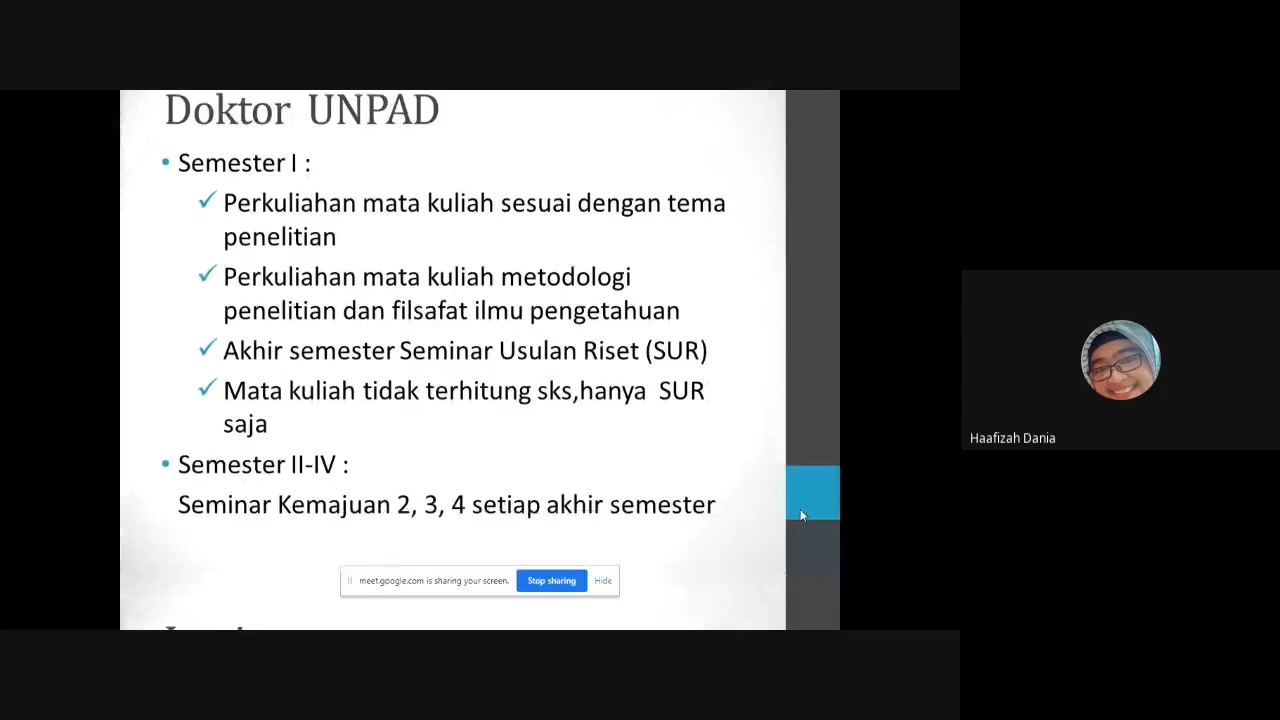 Doktor UNPAD
• Semester I :
✓ Perkuliahan mata kuliah sesuai dengan tema
penelitian
✓ Perkuliahan mata kuliah metodologi
penelitian dan filsafat ilmu pengetahuan
✓ Akhir semester Seminar Usulan Riset (SUR)
✓ Mata kuliah tidak terhitung sks,hanya SUR
saja
• Semester II-IV :
Seminar Kemajuan 2, 3, 4 setiap akhir semester
meet.google.com is sharing your screen. Stop sharing Hide
Haafizah Dania